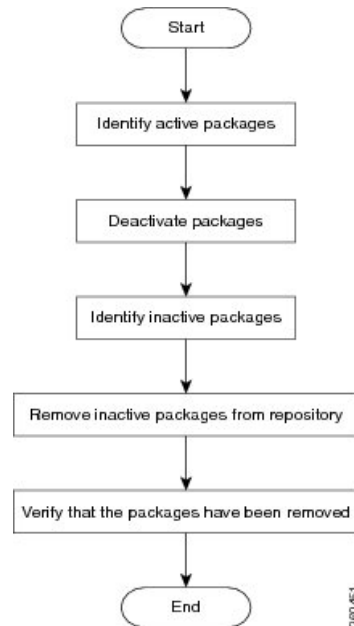 Start
Identify active packages
Deactivate packages
Identify inactive packages
Remove inactive packages from repository
Verify that the packages have been removed
End